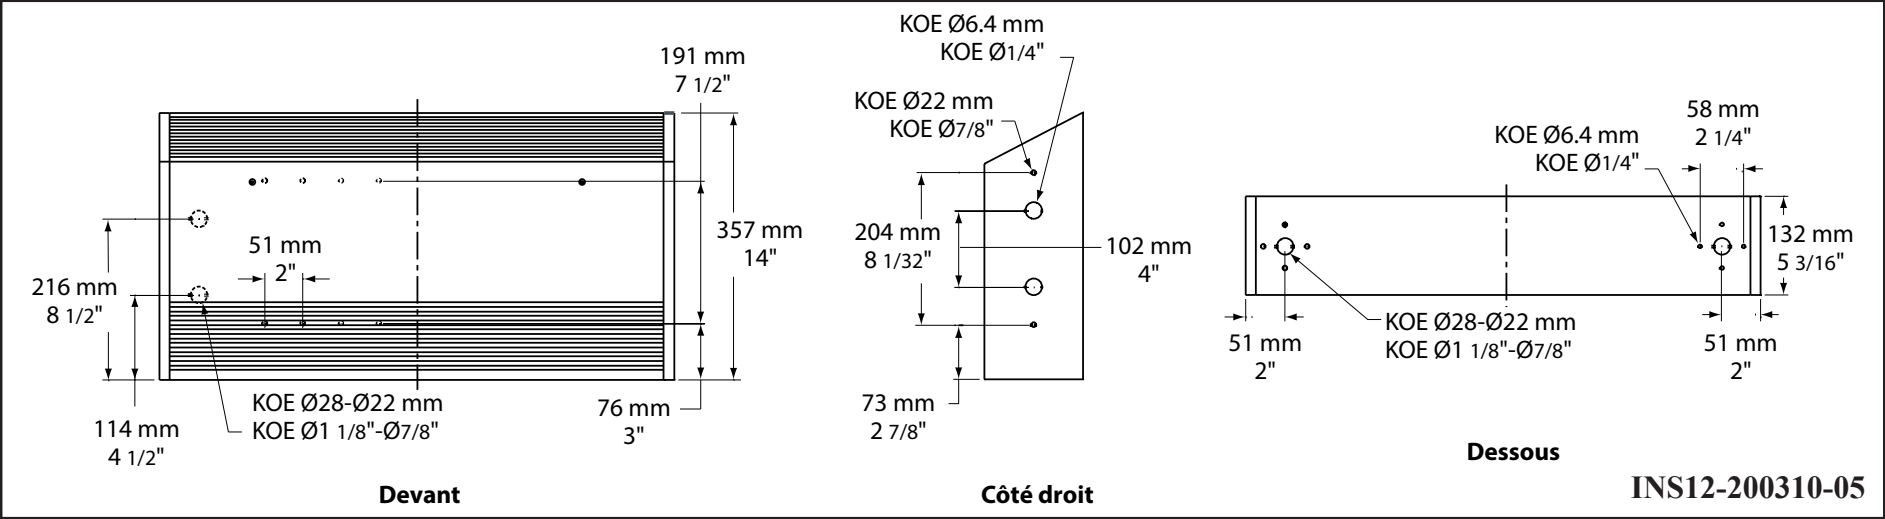 191 mm
7 1/2"
357 mm
14"
51 mm
2"
216 mm
8 1/2"
114 mm
4 1/2"
KOE Ø28-Ø22 mm
KOE Ø1 1/8"-Ø7/8"
76 mm
3"
Devant
KOE Ø6.4 mm
KOE Ø1/4"
KOE Ø22 mm
KOE Ø7/8"
204 mm
8 1/32"
102 mm
4"
73 mm
2 7/8"
Côté droit
58 mm
2 1/4"
KOE Ø6.4 mm
KOE Ø1/4"
132 mm
5 3/16"
KOE Ø28-Ø22 mm
KOE Ø1 1/8"-Ø7/8"
51 mm
2"
51 mm
2"
Dessous
INS12-200310-05